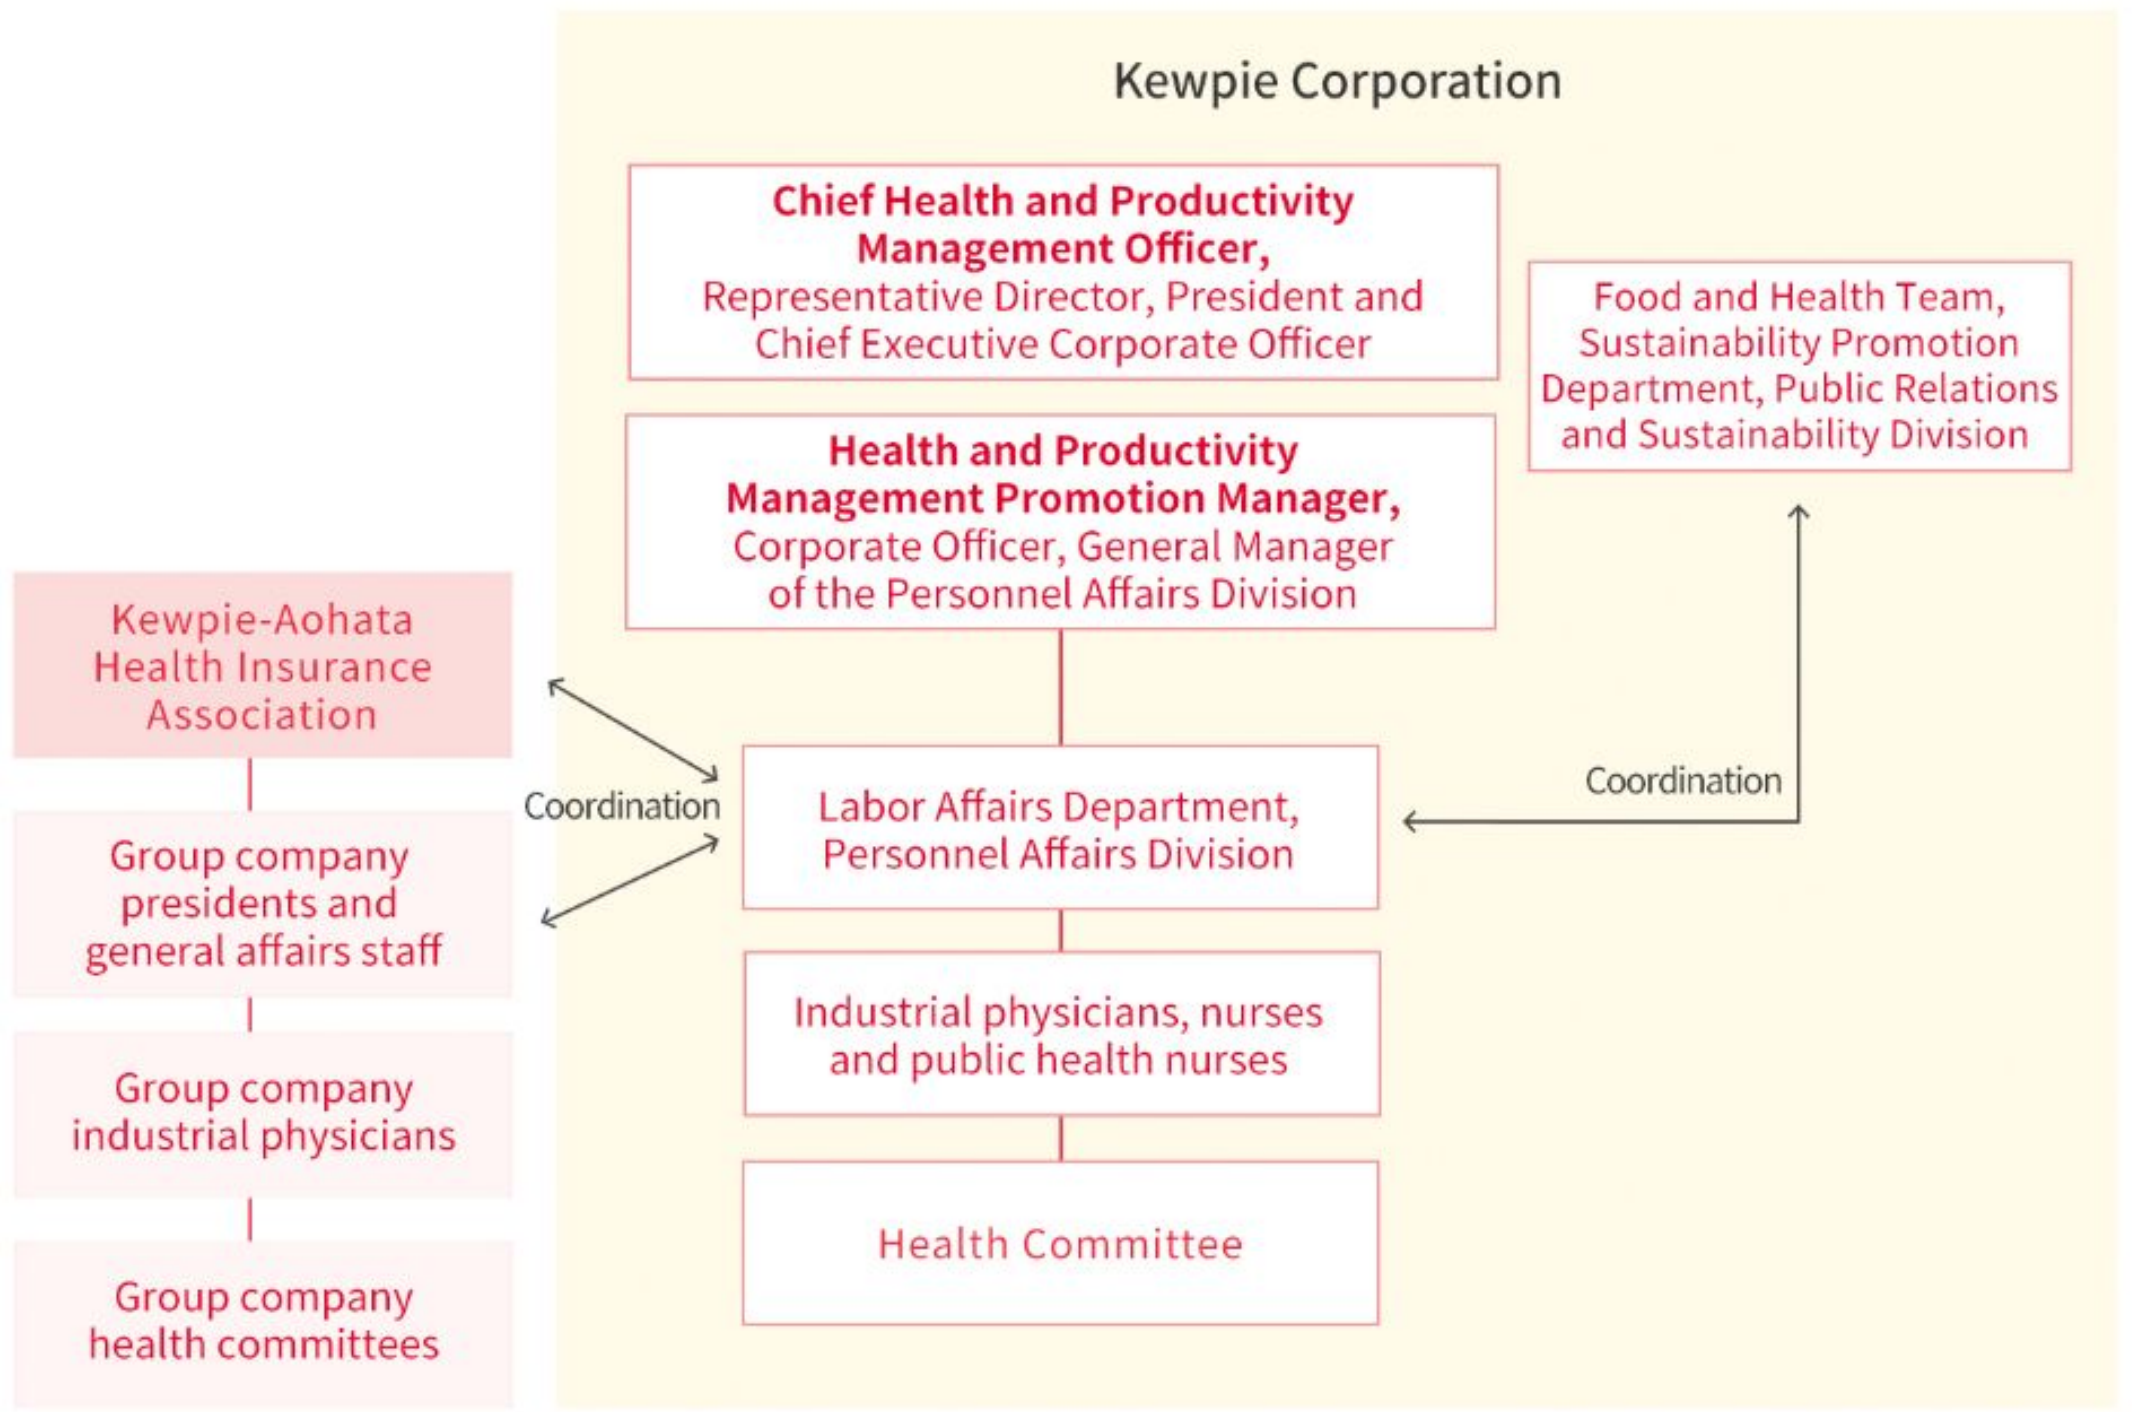 Kewpie Corporation
Chief Health and Productivity
Management Officer,
Representative Director, President and
Chief Executive Corporate Officer
Food and Health Team,
Sustainability Promotion
Department, Public Relations
and Sustainability Division
Health and Productivity
Management Promotion Manager,
Corporate Officer, General Manager
of the Personnel Affairs Division
Kewpie-Aohata
Health Insurance
Association
Coordination
Labor Affairs Department,
Personnel Affairs Division
Coordination
Group company
presidents and
general affairs staff
Industrial physicians, nurses
and public health nurses
Group company
industrial physicians
Health Committee
Group company
health committees